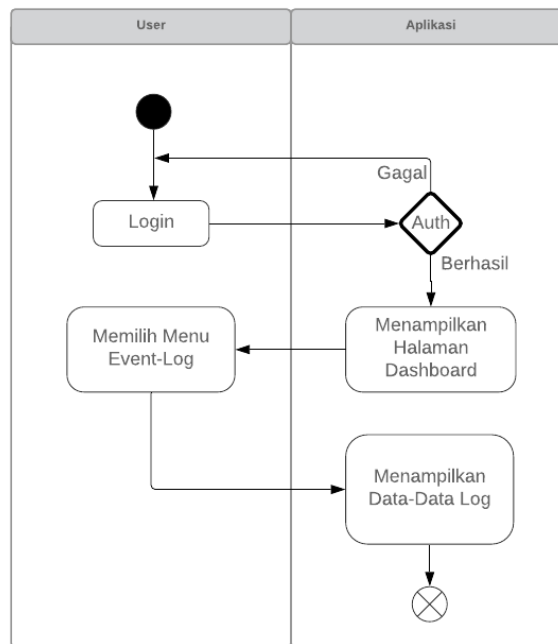 User
Aplikasi
Gagal
Login
Auth
Berhasil
Memilih Menu
Event-Log
Menampilkan
Halaman
Dashboard
Menampilkan
Data-Data Log